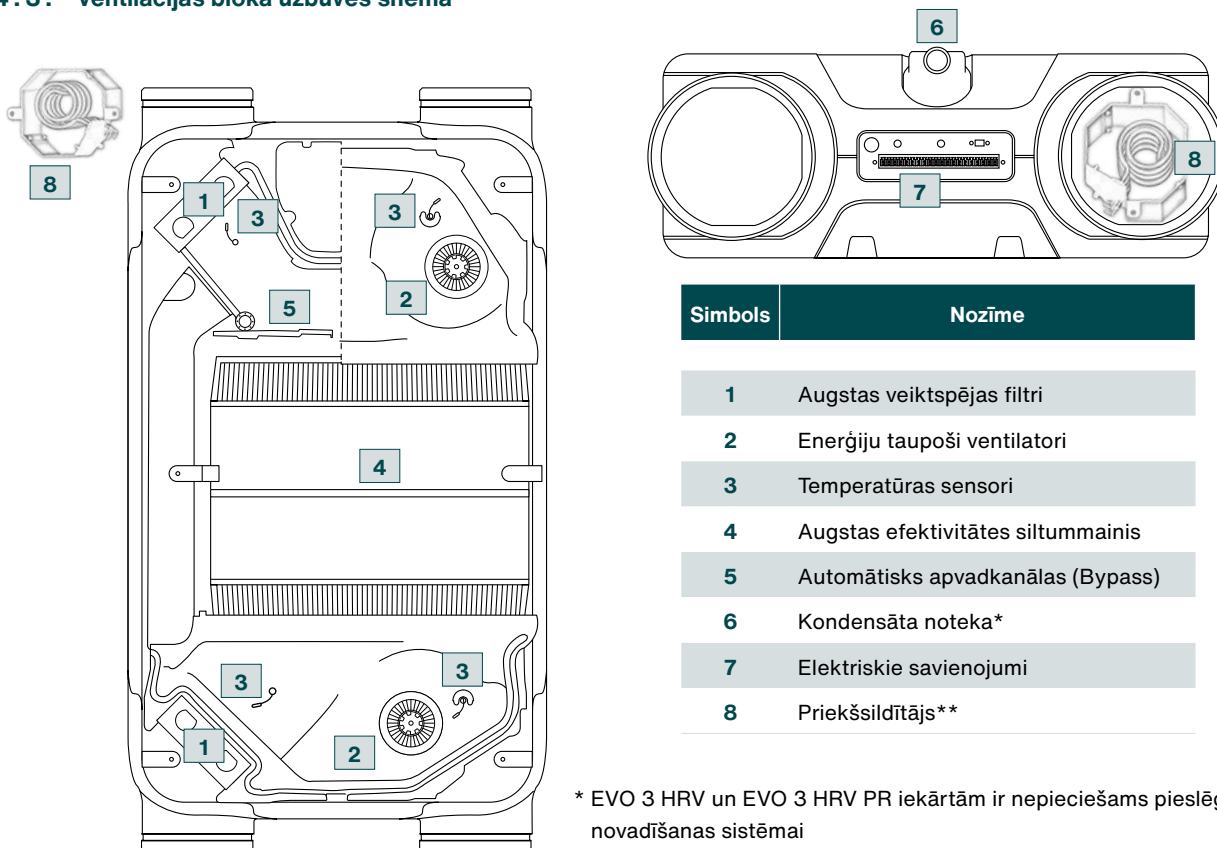 Ventilācijas bloka uzbūves shēma
8
1
3
3
2
5
4
3
3
1
2
6
7
8
Simbols Nozīme
1 Augstas veiktspējas filtri
2 Enerģiju taupoši ventilatori
3 Temperatūras sensori
4 Augstas efektivitātes siltummainis
5 Automātisks apvadkanālas (Bypass)
6 Kondensāta noteka*
7 Elektriskie savienojumi
8 Priekšsildītājs**
* EVO 3 HRV un EVO 3 HRV PR iekārtām ir nepieciešams
novadīšanas sistēmai